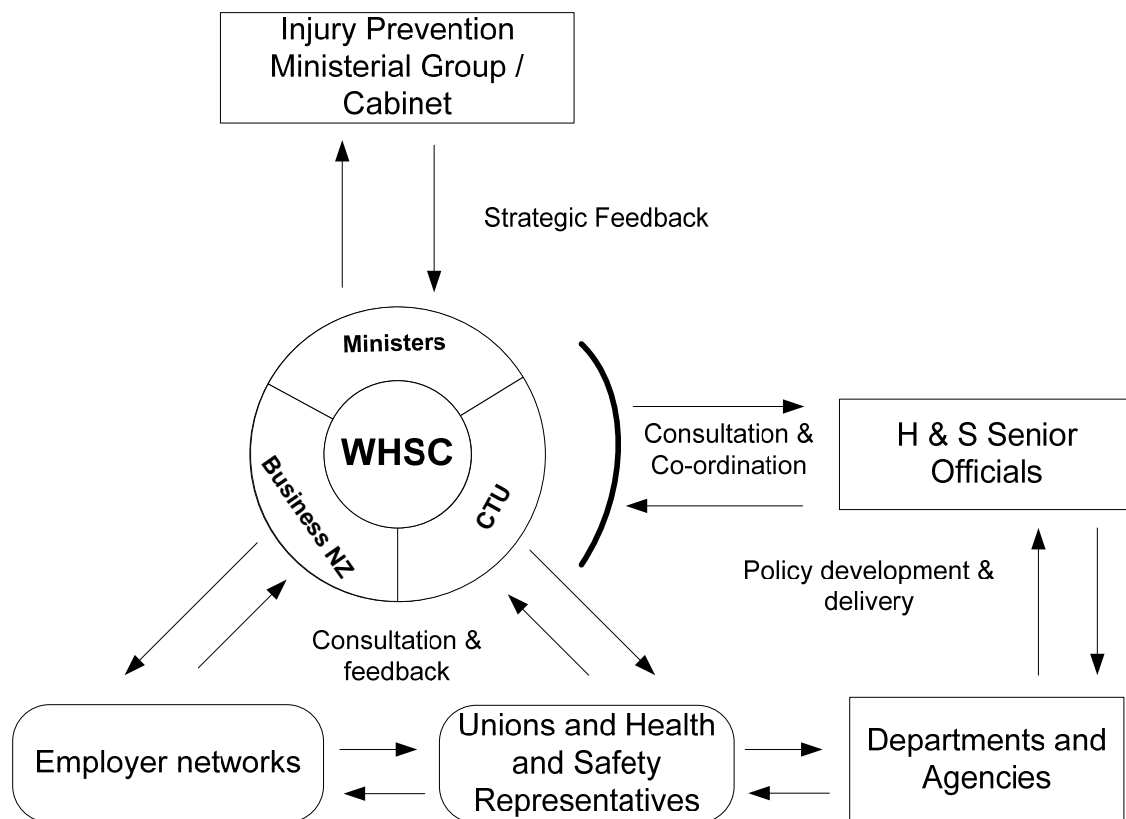 Injury Prevention
Ministerial Group /
Cabinet
Strategic Feedback
Ministers
WHSC
Business NZ
CTU
Consultation &
Co-ordination
H & S Senior
Officials
Policy development &
delivery
Consultation &
feedback
Employer networks
Unions and Health
and Safety
Representatives
Departments and
Agencies